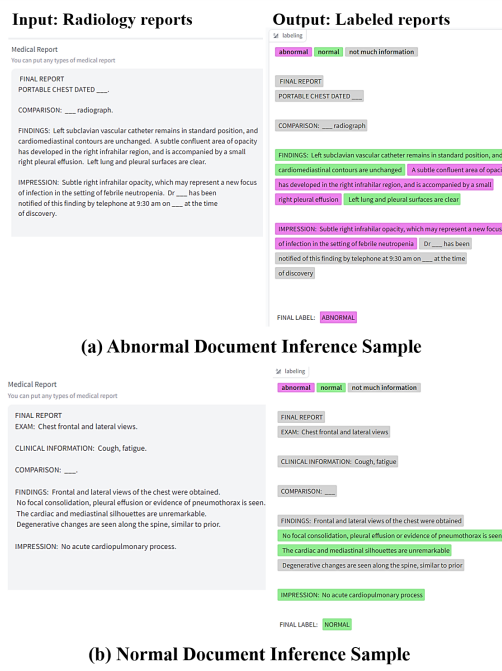 Input: Radiology reports
Output: Labeled reports
Medical Report
You can put any types of medical report
FINAL REPORT
PORTABLE CHEST DATED ___.
COMPARISON: ___ radiograph.
FINDINGS: Left subclavian vascular catheter remains in standard position, and
cardiomediastinal contours are unchanged. A subtle confluent area of opacity
has developed in the right infrahilar region, and is accompanied by a small
right pleural effusion. Left lung and pleural surfaces are clear.
IMPRESSION: Subtle right infrahilar opacity, which may represent a new focus
of infection in the setting of febrile neutropenia. Dr ___ has been
notified of this finding by telephone at 9:30 am on ___ at the time
of discovery.
labeling
abnormal normal not much information
FINAL REPORT
PORTABLE CHEST DATED ___
COMPARISON: ___ radiograph
FINDINGS: Left subclavian vascular catheter remains in standard position, and
cardiomediastinal contours are unchanged A subtle confluent area of opaci
has developed in the right infrahilar region, and is accompanied by a small
right pleural effusion Left lung and pleural surfaces are clear
IMPRESSION: Subtle right infrahilar opacity, which may represent a new focus
of infection in the setting of febrile neutropenia Dr ___ has been
notified of this finding by telephone at 9:30 am on ___ at the time
of discovery
FINAL LABEL: ABNORMAL
(a) Abnormal Document Inference Sample
Medical Report
You can put any types of medical report
FINAL REPORT
EXAM: Chest frontal and lateral views.
CLINICAL INFORMATION: Cough, fatigue.
COMPARISON: ___.
FINDINGS: Frontal and lateral views of the chest were obtained.
No focal consolidation, pleural effusion or evidence of pneumothorax is seen.
The cardiac and mediastinal silhouettes are unremarkable.
Degenerative changes are seen along the spine, similar to prior.
IMPRESSION: No acute cardiopulmonary process.
labeling
abnormal normal not much information
FINAL REPORT
EXAM: Chest frontal and lateral views
CLINICAL INFORMATION: Cough, fatigue
COMPARISON: ___
FINDINGS: Frontal and lateral views of the chest were obtained
No focal consolidation, pleural effusion or evidence of pneumothorax is seen
The cardiac and mediastinal silhouettes are unremarkable
Degenerative changes are seen along the spine, similar to prior
IMPRESSION: No acute cardiopulmonary process
FINAL LABEL: NORMAL
(b) Normal Document Inference Sample